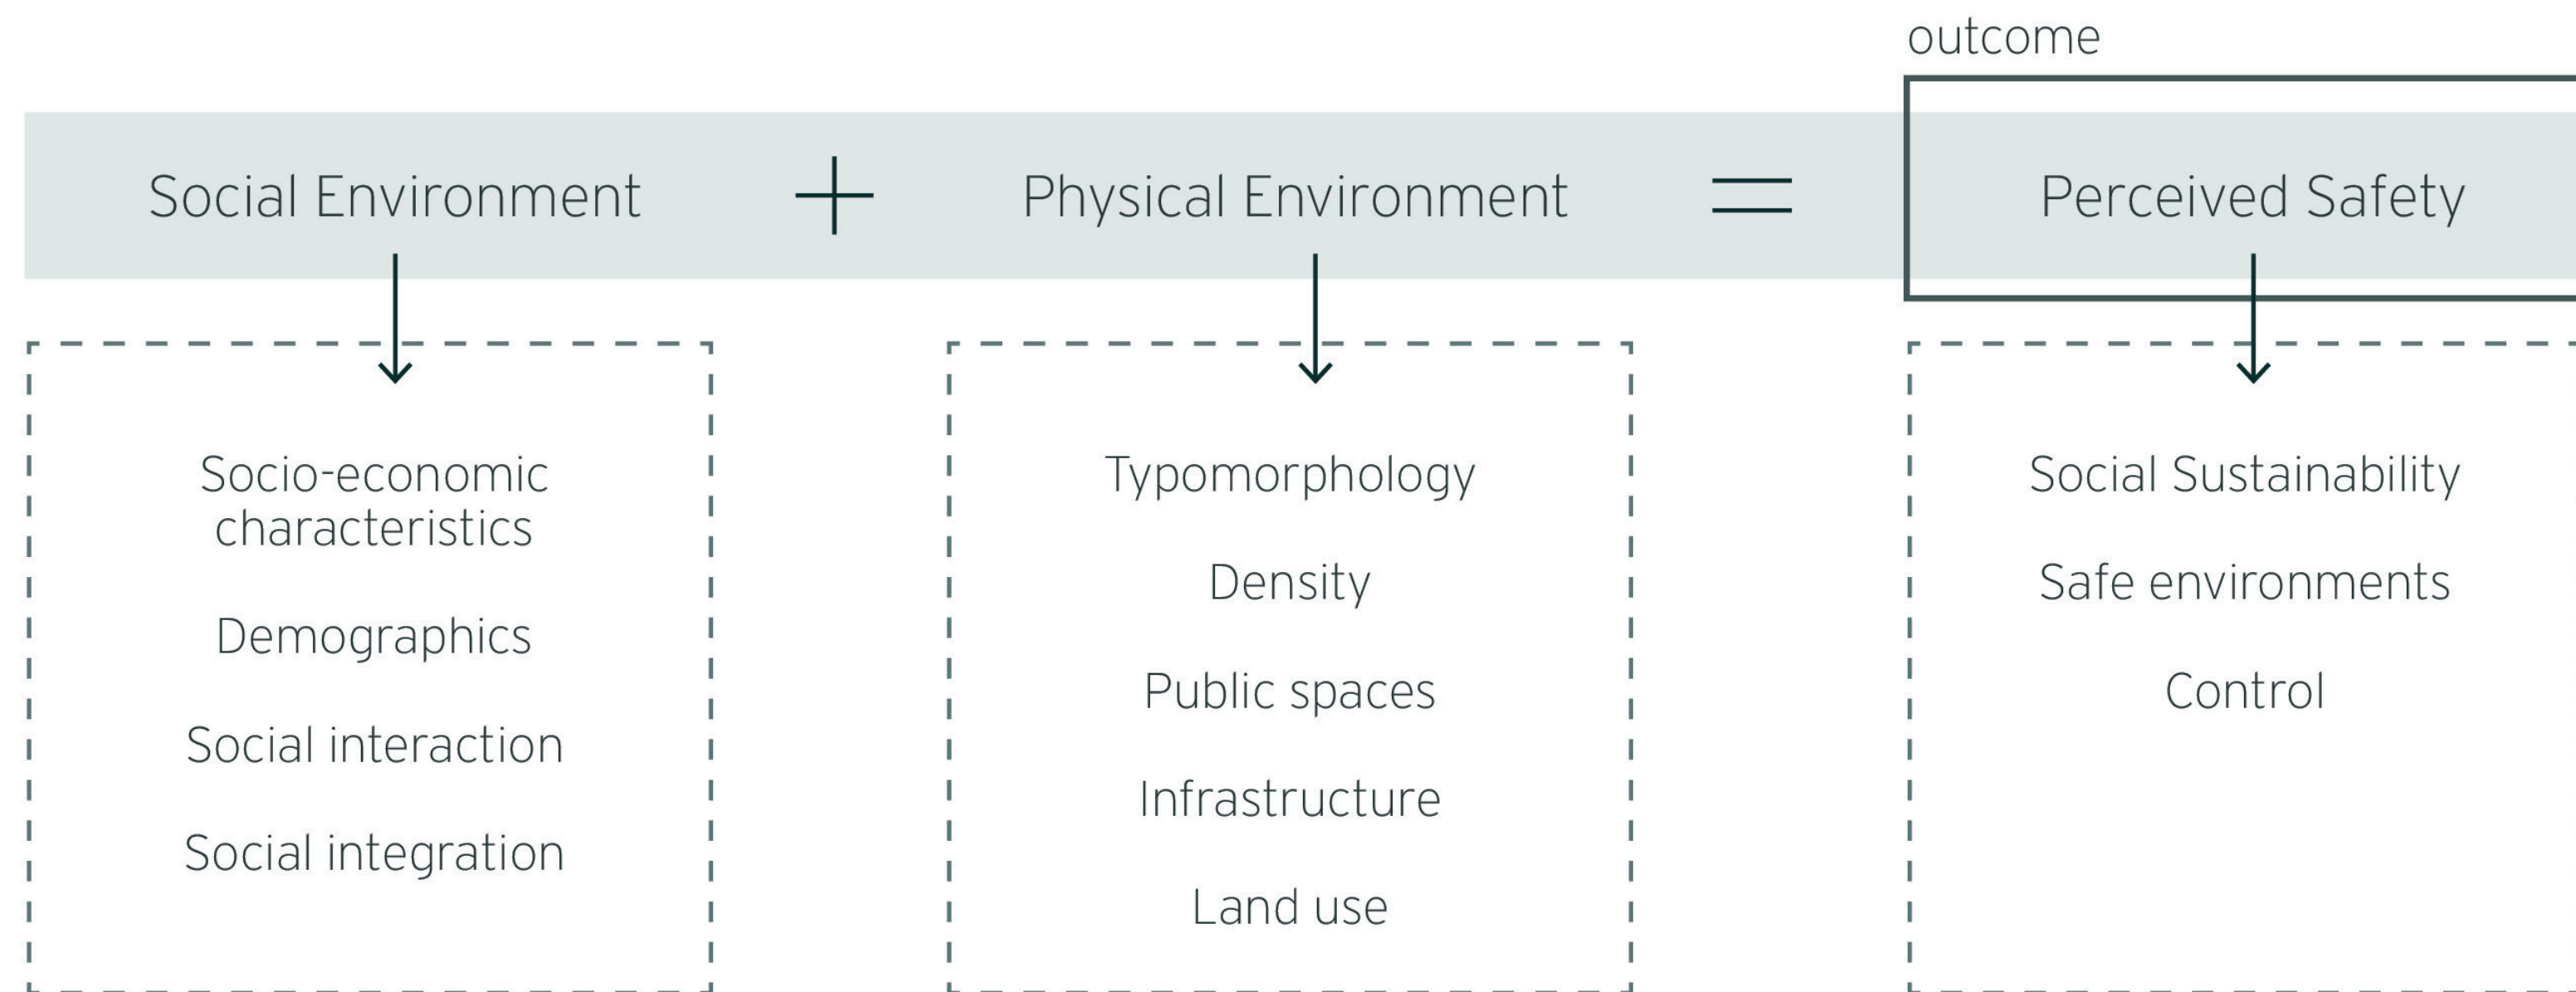 outcome
Social Environment + Physical Environment = Perceived Safety
Socio-economic
characteristics
Demographics
Social interaction
Social integration
Typomorphology
Density
Public spaces
Infrastructure
Land use
Social Sustainability
Safe environments
Control